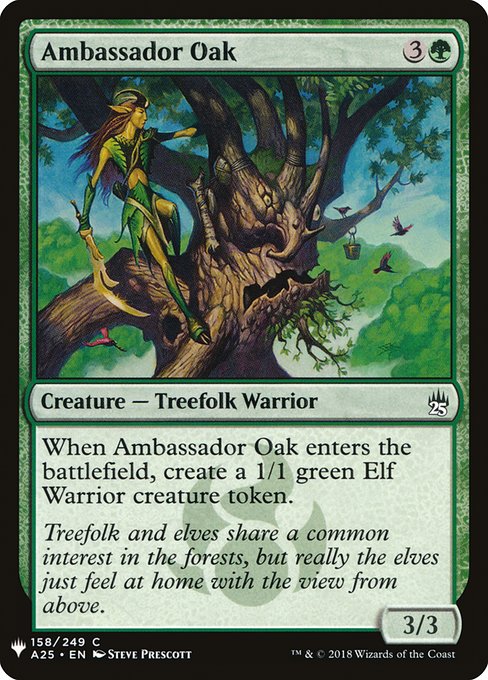 Ambassador Oak 3
Creature — Treefolk Warrior
25
When Ambassador Oak enters the
battlefield, create a 1/1 green Elf
Warrior creature token.
Treefolk and elves share a common
interest in the forests, but really the elves
just feel at home with the view from
above.
3/3
158/249 C
A25 • EN Steve Prescott
™ & © 2018 Wizards of the Coast